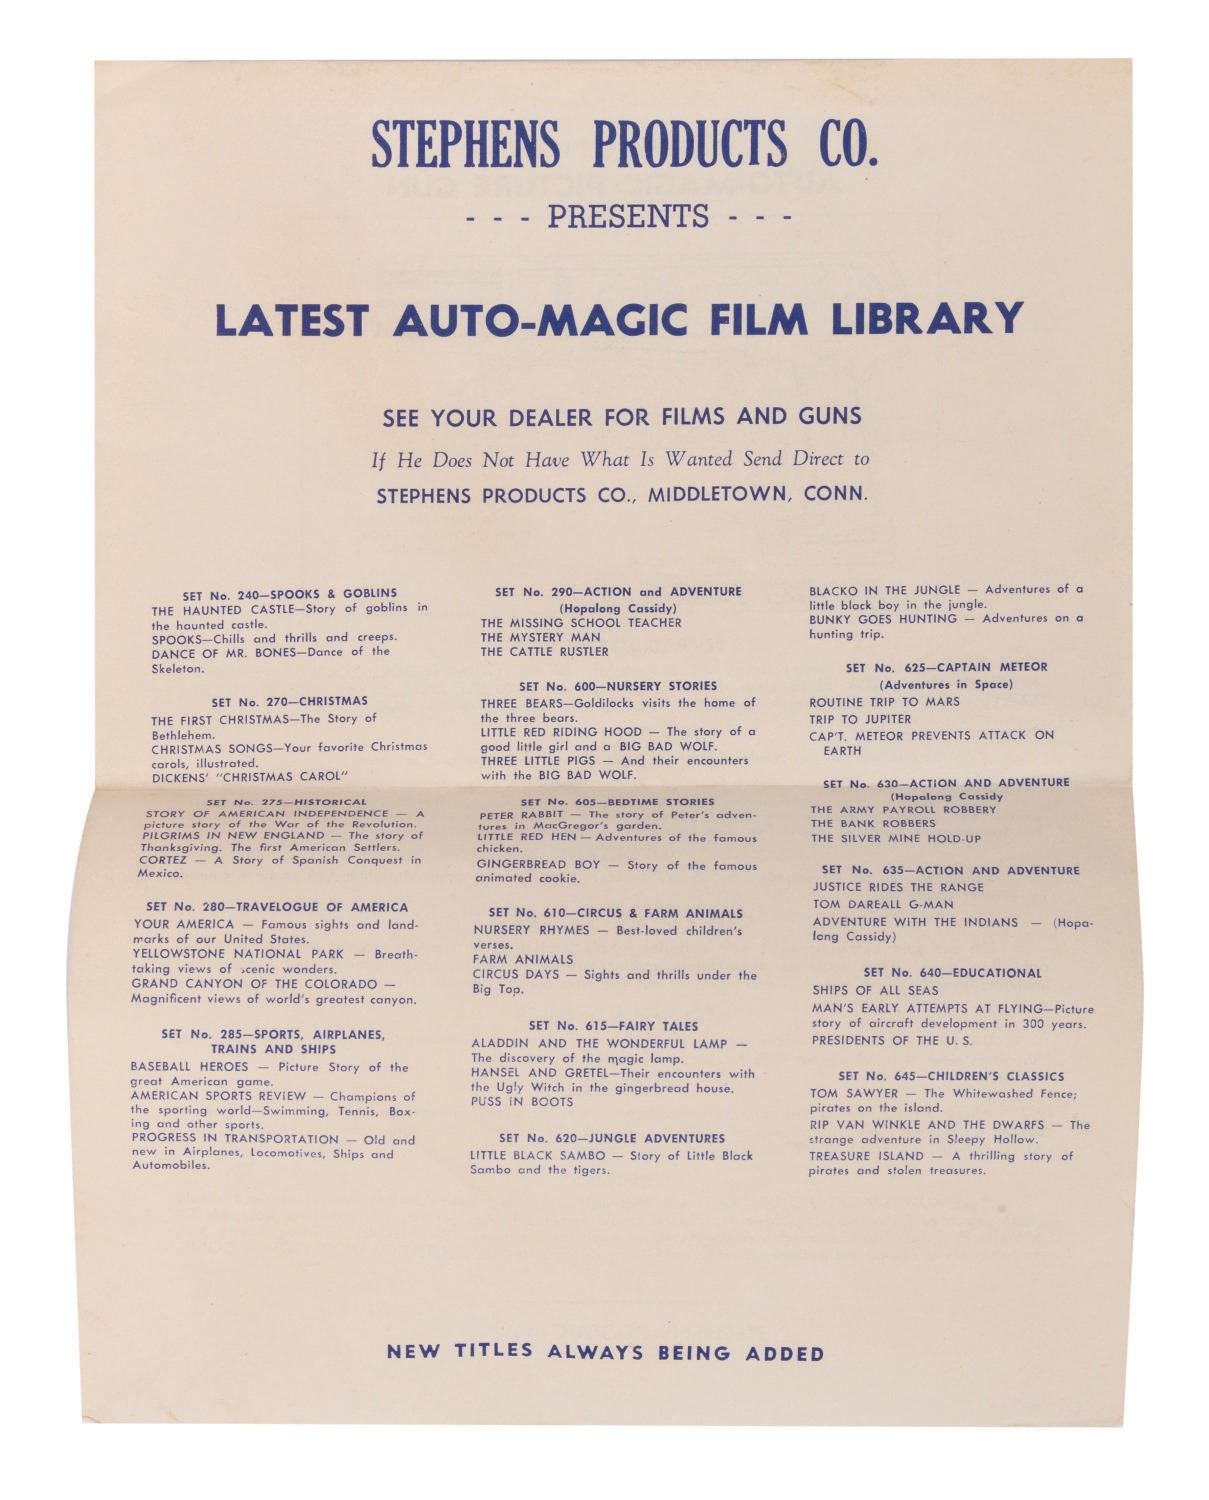 STEPHENS PRODUCTS CO.
- - - PRESENTS - - -
LATEST AUTO-MAGIC FILM LIBRARY
SEE YOUR DEALER FOR FILMS AND GUNS
If He Does Not Have What Is Wanted Send Direct to
STEPHENS PRODUCTS CO., MIDDLETOWN, CONN.
SET No. 240—SPOOKS & GOBLINS
THE HAUNTED CASTLE—Story of goblins in
the haunted castle.
SPOOKS—Chills and thrills and creeps.
DANCE OF MR. BONES—Dance of the
Skeleton.
SET No. 270—CHRISTMAS
THE FIRST CHRISTMAS—The Story of
Bethlehem.
CHRISTMAS SONGS—Your favorite Christmas
carols, illustrated.
DICKENS' "CHRISTMAS CAROL"
SET No. 275—HISTORICAL
STORY OF AMERICAN INDEPENDENCE — A
picture story of the War of the Revolution.
PILGRIMS IN NEW ENGLAND — The story of
Thanksgiving. The first American Settlers.
CORTEZ — A Story of Spanish Conquest in
Mexico.
SET No. 280—TRAVELOGUE OF AMERICA
YOUR AMERICA — Famous sights and land-
marks of our United States.
YELLOWSTONE NATIONAL PARK — Breath-
taking views of scenic wonders.
GRAND CANYON OF THE COLORADO —
Magnificent views of world's greatest canyon.
SET No. 285—SPORTS, AIRPLANES,
TRAINS AND SHIPS
BASEBALL HEROES — Picture Story of the
great American game.
AMERICAN SPORTS REVIEW — Champions of
the sporting world—Swimming, Tennis, Box-
ing and other sports.
PROGRESS IN TRANSPORTATION — Old and
new in Airplanes, Locomotives, Ships and
Automobiles.
SET No. 290—ACTION and ADVENTURE
(Hopalong Cassidy)
THE MISSING SCHOOL TEACHER
THE MYSTERY MAN
THE CATTLE RUSTLER
SET No. 600—NURSERY STORIES
THREE BEARS—Goldilocks visits the home of
the three bears.
LITTLE RED RIDING HOOD — The story of a
good little girl and a BIG BAD WOLF.
THREE LITTLE PIGS — And their encounters
with the BIG BAD WOLF.
SET No. 605—BEDTIME STORIES
PETER RABBIT — The story of Peter's adven-
tures in MacGregor's garden.
LITTLE RED HEN — Adventures of the famous
chicken.
GINGERBREAD BOY — Story of the famous
animated cookie.
SET No. 610—CIRCUS & FARM ANIMALS
NURSERY RHYMES — Best-loved children's
verses.
FARM ANIMALS
CIRCUS DAYS — Sights and thrills under the
Big Top.
SET No. 615—FAIRY TALES
ALADDIN AND THE WONDERFUL LAMP —
The discovery of the magic lamp.
HANSEL AND GRETEL—Their encounters with
the Ugly Witch in the gingerbread house.
PUSS IN BOOTS
SET No. 620—JUNGLE ADVENTURES
LITTLE BLACK SAMBO — Story of Little Black
Sambo and the tigers.
BLACKO IN THE JUNGLE — Adventures of a
little black boy in the jungle.
BUNKY GOES HUNTING — Adventures on a
hunting trip.
SET No. 625—CAPTAIN METEOR
(Adventures in Space)
ROUTINE TRIP TO MARS
TRIP TO JUPITER
CAP'T. METEOR PREVENTS ATTACK ON
EARTH
SET No. 630—ACTION AND ADVENTURE
(Hopalong Cassidy
THE ARMY PAYROLL ROBBERY
THE BANK ROBBERS
THE SILVER MINE HOLD-UP
SET No. 635—ACTION AND ADVENTURE
JUSTICE RIDES THE RANGE
TOM DAREALL G-MAN
ADVENTURE WITH THE INDIANS — (Hopa-
long Cassidy)
SET No. 640—EDUCATIONAL
SHIPS OF ALL SEAS
MAN'S EARLY ATTEMPTS AT FLYING—Picture
story of aircraft development in 300 years.
PRESIDENTS OF THE U. S.
SET No. 645—CHILDREN'S CLASSICS
TOM SAWYER — The Whitewashed Fence;
pirates on the island.
RIP VAN WINKLE AND THE DWARFS — The
strange adventure in Sleepy Hollow.
TREASURE ISLAND — A thrilling story of
pirates and stolen treasures.
NEW TITLES ALWAYS BEING ADDED